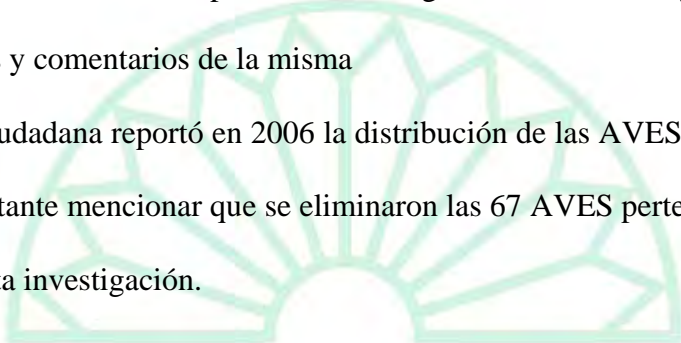 y comentarios de la misma
udadana reportó en 2006 la distribución de las AVES
tante mencionar que se eliminaron las 67 AVES perte
a investigación.